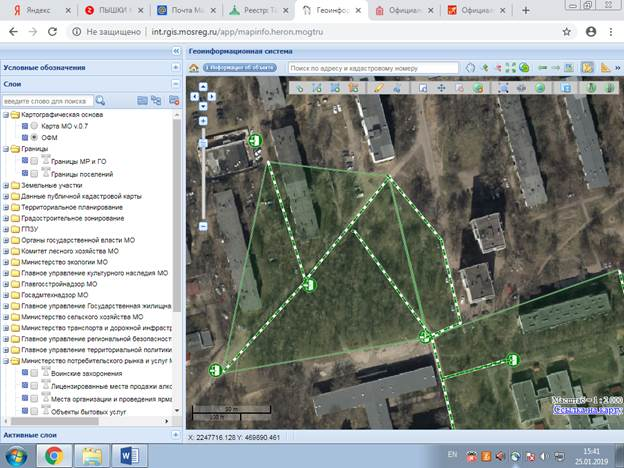 Яндекс
ПЫШКИ
Почта Ма
Реестр: Та
Геоинформ
Официал
Официал
Не защищено | int.rgis.mosreg.ru/app/mapinfo.heron.mogtru
Геоинформационная система
Условные обозначения
Информация об объекте
Поиск по адресу и кадастровому номеру
Слои
введите слово для поиска
Картографическая основа
Карта МО v.0.7
ОФМ
Границы
Границы МР и ГО
Границы поселений
Земельные участки
Данные публичной кадастровой карты
Территориальное планирование
Градостроительное зонирование
ГПЗУ
Органы государственной власти МО
Комитет лесного хозяйства МО
Министерство экологии МО
Главное управление культурного наследия МО
Главгосстройнадзор МО
Госадмтехнадзор МО
Главное управление Государственная жилищна
Министерство сельского хозяйства МО
Министерство транспорта и дорожной инфраст
Главное управление региональной безопасност
Главное управление территориальной политики
Министерство потребительского рынка и услуг М
Воинские захоронения
Лицензированные места продажи алко
Места организации и проведения ярма
Объекты бытовых услуг
Активные слои
50 m
Масштаб = 1 : 2 000
Ссылка на карту
X: 2247716.128 Y: 469690.461
EN
15:41
25.01.2019